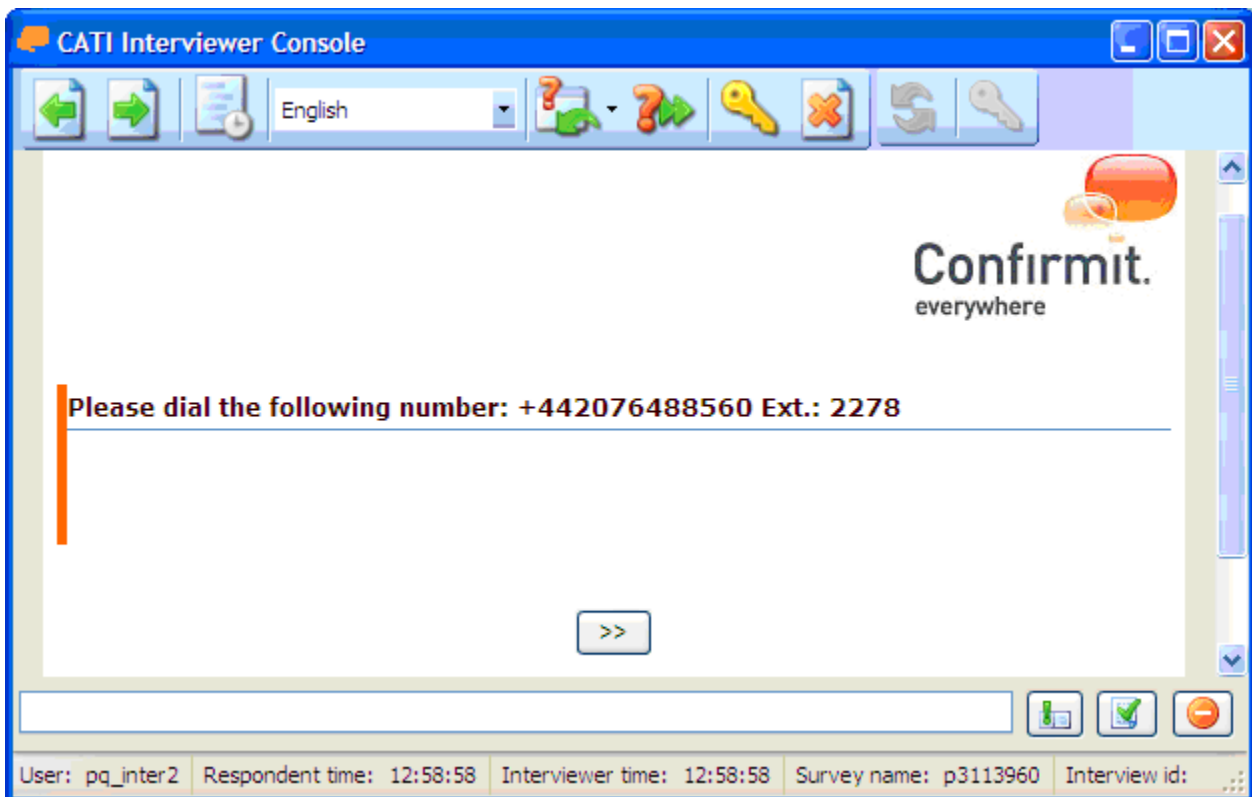 CATI Interviewer Console
English
Confirmit.
everywhere
Please dial the following number: +442076488560 Ext.: 2278
>>
User: pq_inter2 Respondent time: 12:58:58 Interviewer time: 12:58:58 Survey name: p3113960 Interview id: